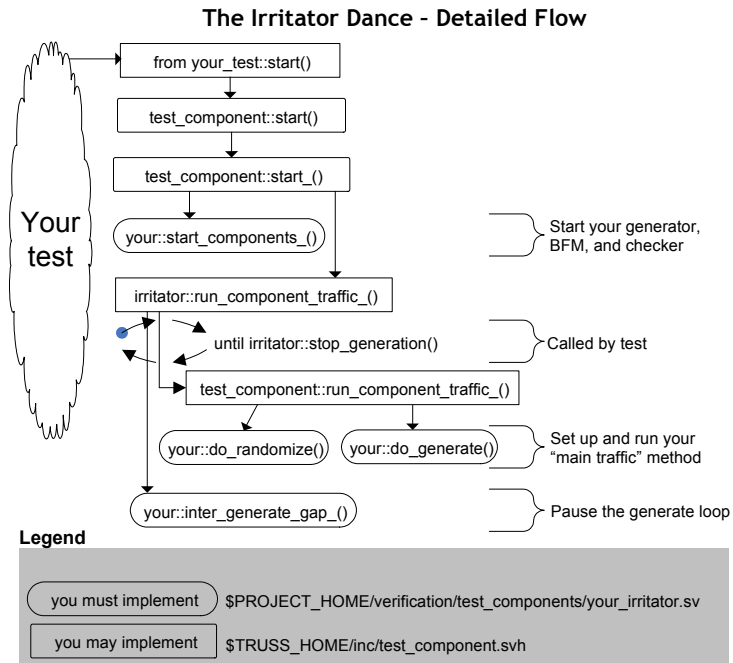 The Irritator Dance – Detailed Flow
from your_test::start()
test_component::start()
test_component::start_()
Your
test
your::start_components_()
Start your generator,
BFM, and checker
irritator::run_component_traffic_()
until irritator::stop_generation()
Called by test
test_component::run_component_traffic_()
your::do_randomize()
your::do_generate()
Set up and run your
“main traffic” method
your::inter_generate_gap_()
Pause the generate loop
Legend
you must implement
$PROJECT_HOME/verification/test_components/your_irritator.sv
you may implement
$TRUSS_HOME/inc/test_component.svh